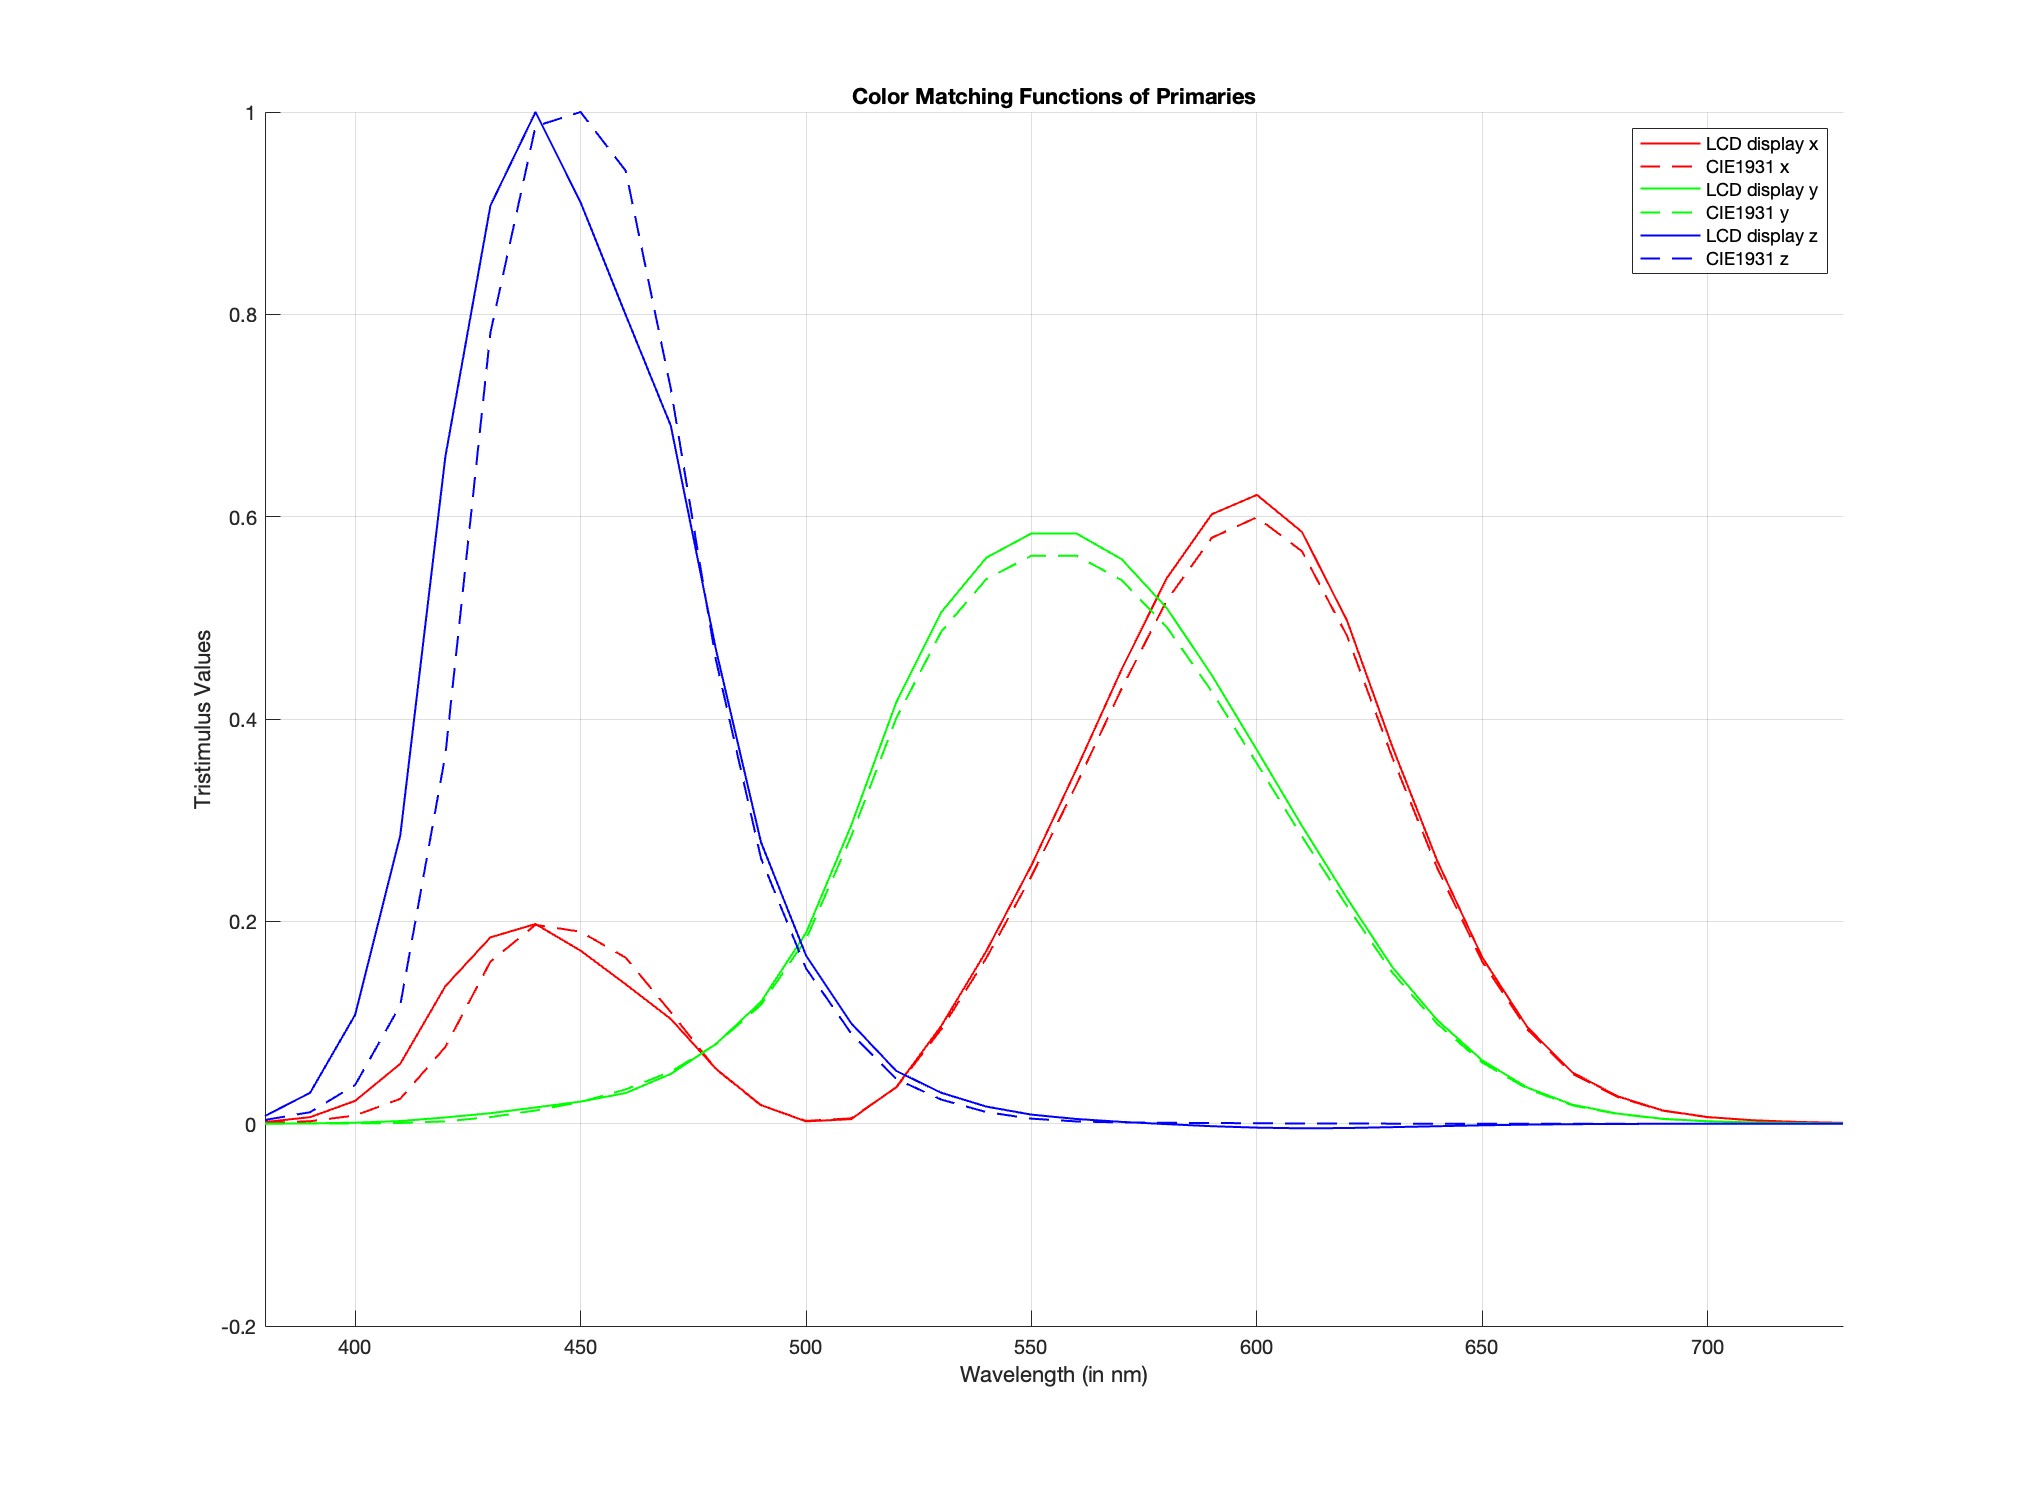 Color Matching Functions of Primaries
1
0.8
0.6
0.4
0.2
0
-0.2
Tristimulus Values
LCD display x
CIE1931 x
LCD display y
CIE1931 y
LCD display z
CIE1931 z
400 450 500 550 600 650 700
Wavelength (in nm)